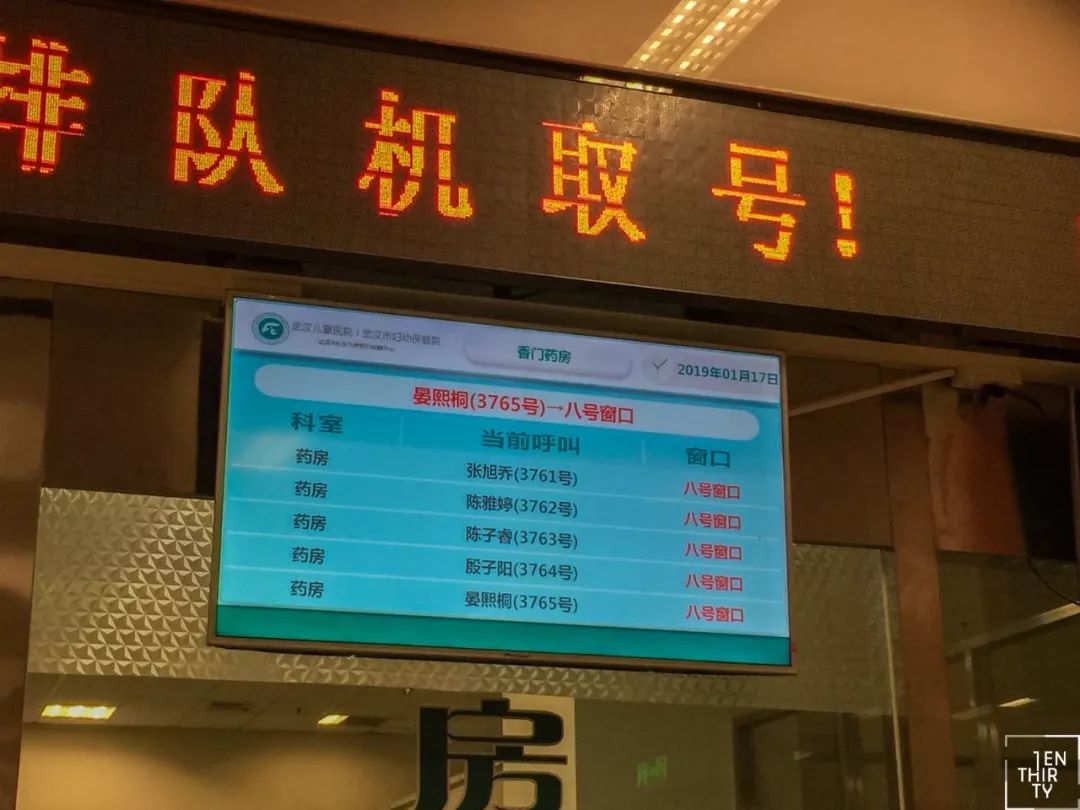 排队机取号!
武汉儿童医院 | 武汉市妇幼保健院
香门药房
2019年01月17日
晏熙桐(3765号)→八号窗口
科室 当前呼叫 窗口
药房 张旭乔(3761号) 八号窗口
药房 陈雅婷(3762号) 八号窗口
药房 陈子睿(3763号) 八号窗口
药房 殷子阳(3764号) 八号窗口
药房 晏熙桐(3765号) 八号窗口
房
1EN
THIR
TY